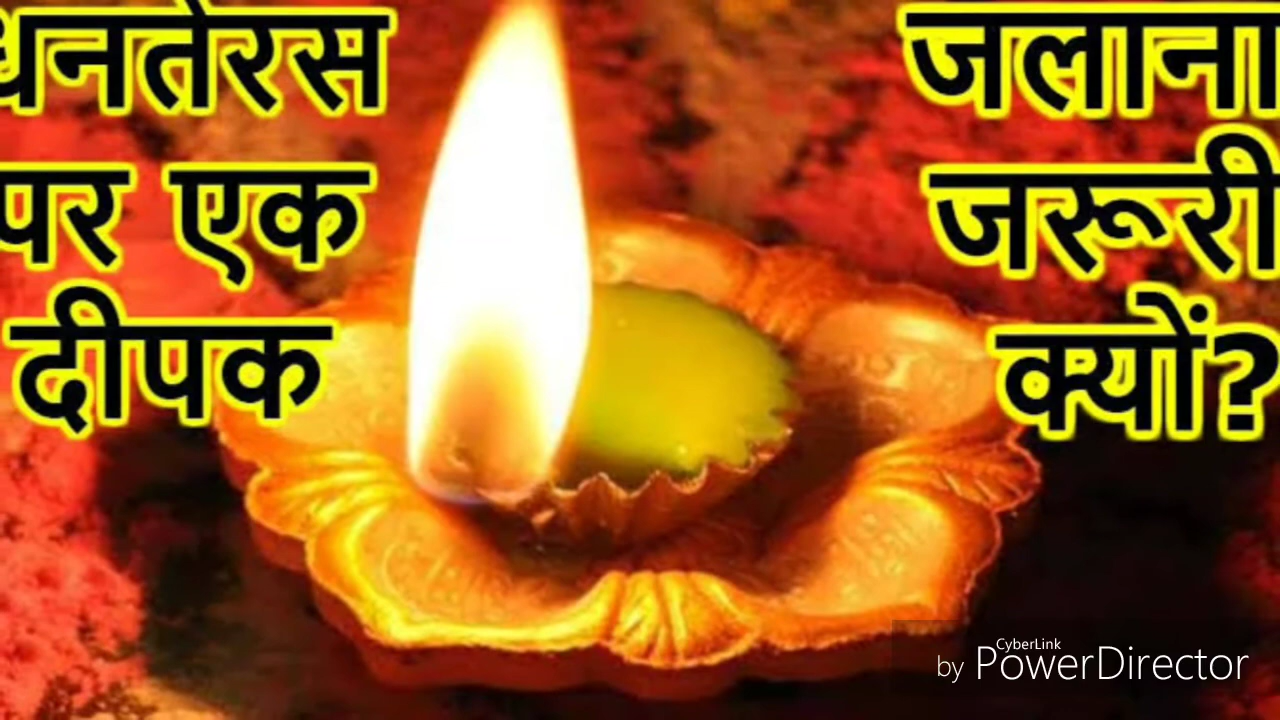 धनतेरस
पर एक
दीपक
जलाना
जरूरी
क्यों?
CyberLink
by PowerDirector